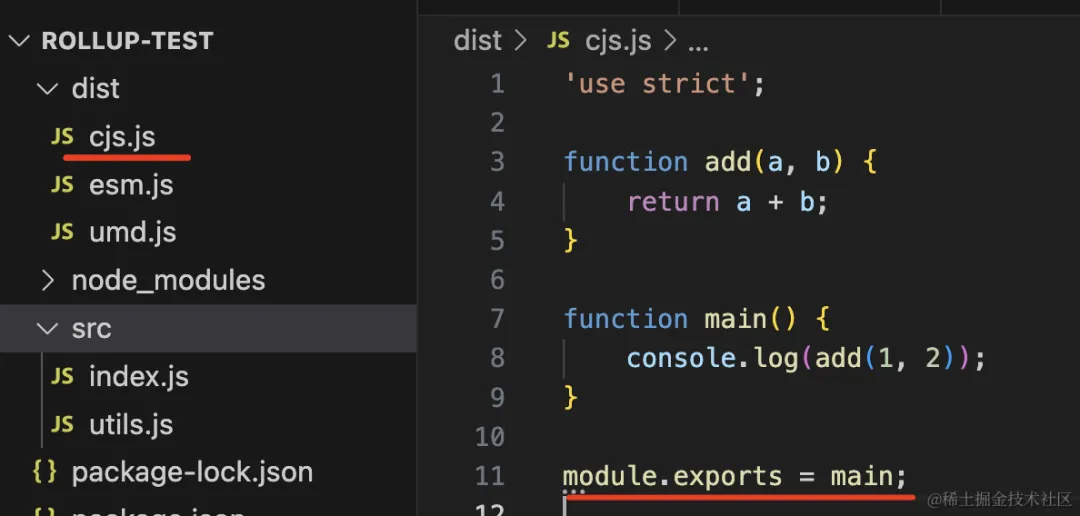 ROLLUP-TEST
dist
JS cjs.js
JS esm.js
JS umd.js
node_modules
src
JS index.js
JS utils.js
{} package-lock.json
{} package.json
dist > JS cjs.js > ...
1 'use strict';
2
3 function add(a, b) {
4 return a + b;
5 }
6
7 function main() {
8 console.log(add(1, 2));
9 }
10
11 module.exports = main;
12
@稀土掘金技术社区